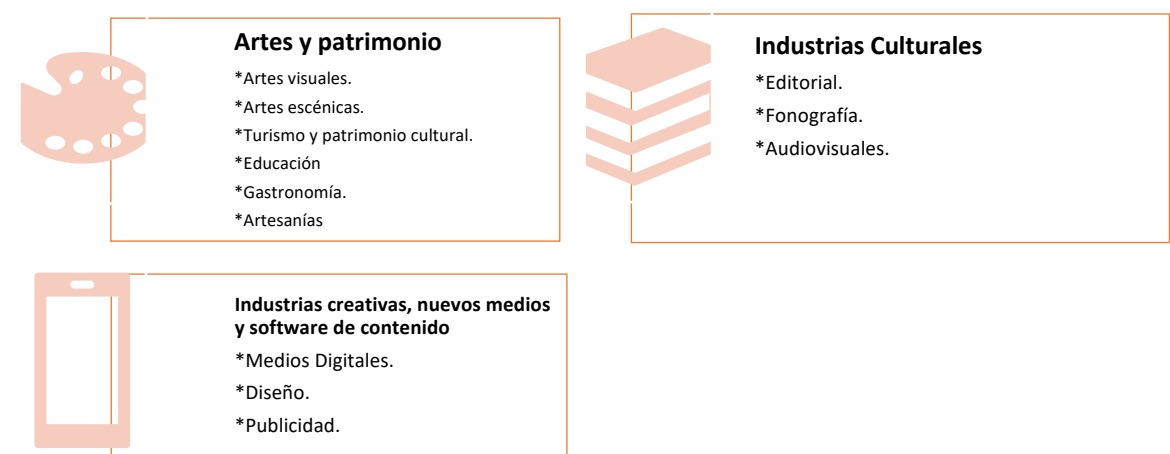 Artes y patrimonio
*Artes visuales.
*Artes escénicas.
*Turismo y patrimonio cultural.
*Educación
*Gastronomía.
*Artesanías
Industrias Culturales
*Editorial.
*Fonografía.
*Audiovisuales.
Industrias creativas, nuevos medios
y software de contenido
*Medios Digitales.
*Diseño.
*Publicidad.